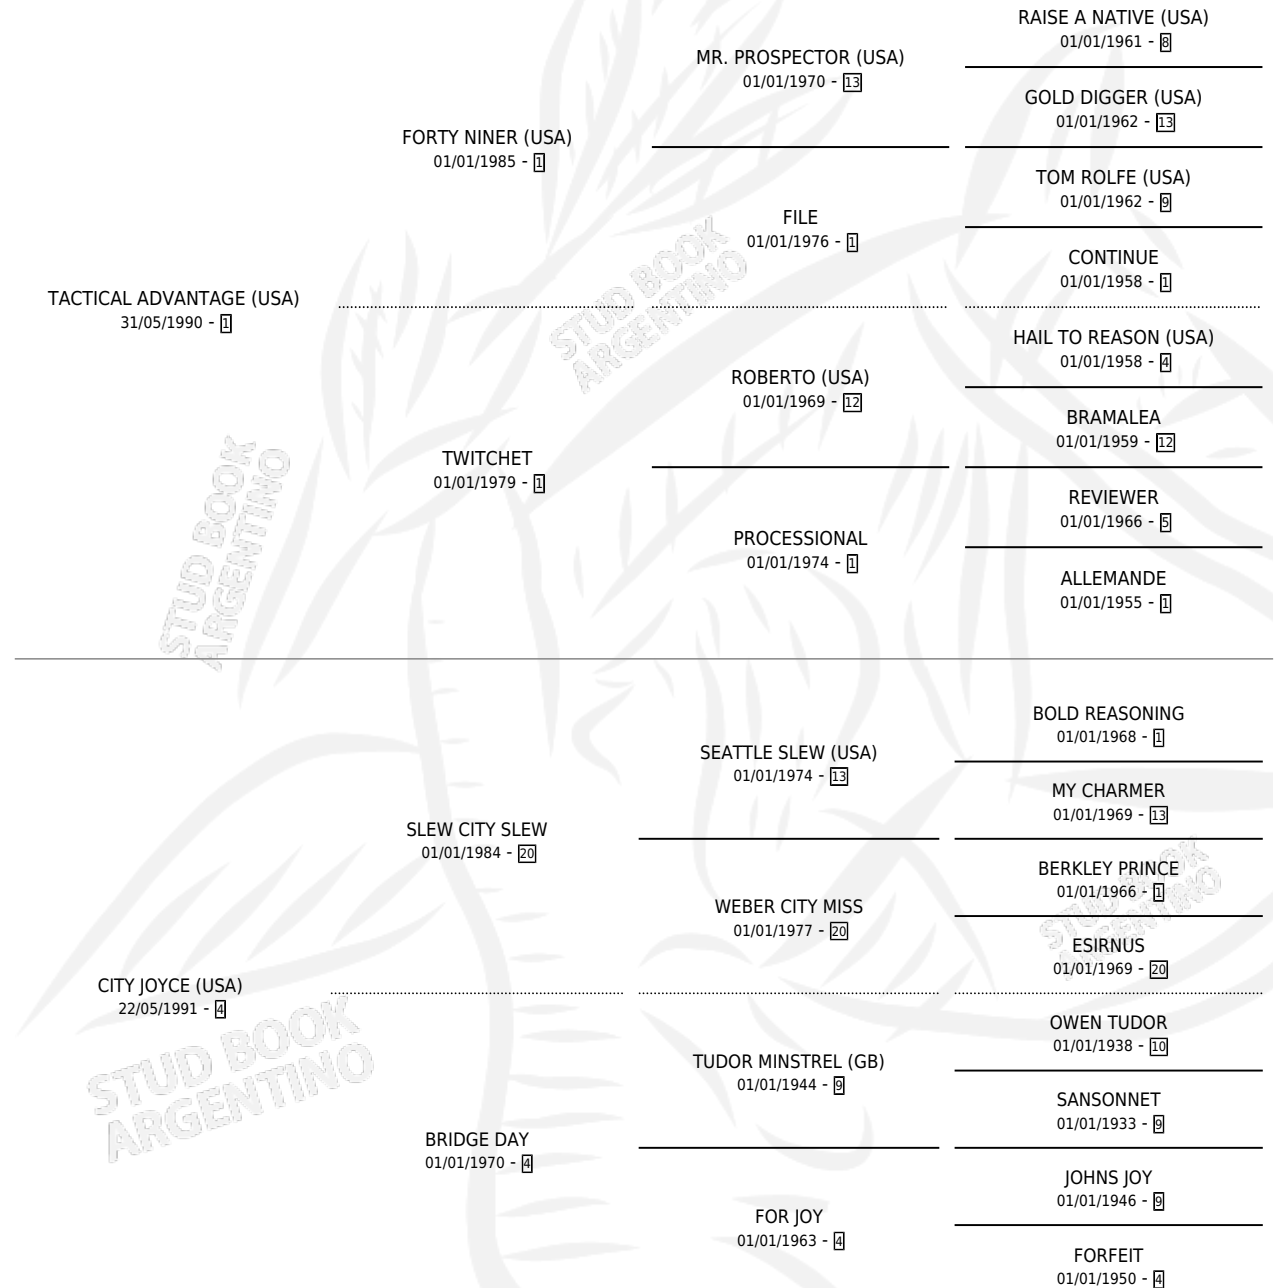 RAISE A NATIVE (USA)
01/01/1961 - 8
MR. PROSPECTOR (USA)
01/01/1970 - 13
GOLD DIGGER (USA)
01/01/1962 - 13
FORTY NINER (USA)
01/01/1985 - 1
TOM ROLFE (USA)
01/01/1962 - 9
FILE
01/01/1976 - 1
CONTINUE
01/01/1958 - 1
TACTICAL ADVANTAGE (USA)
31/05/1990 - 1
HAIL TO REASON (USA)
01/01/1958 - 4
ROBERTO (USA)
01/01/1969 - 12
BRAMALEA
01/01/1959 - 12
TWITCHET
01/01/1979 - 1
REVIEWER
01/01/1966 - 5
PROCESSIONAL
01/01/1974 - 1
ALLEMANDE
01/01/1955 - 1
BOLD REASONING
01/01/1968 - 1
SEATTLE SLEW (USA)
01/01/1974 - 13
MY CHARMER
01/01/1969 - 13
SLEW CITY SLEW
01/01/1984 - 20
BERKLEY PRINCE
01/01/1966 - 1
WEBER CITY MISS
01/01/1977 - 20
ESIRNUS
01/01/1969 - 20
CITY JOYCE (USA)
22/05/1991 - 4
OWEN TUDOR
01/01/1938 - 10
TUDOR MINSTREL (GB)
01/01/1944 - 9
SANSONNET
01/01/1933 - 9
BRIDGE DAY
01/01/1970 - 4
JOHNS JOY
01/01/1946 - 9
FOR JOY
01/01/1963 - 4
FORFEIT
01/01/1950 - 4
STUD BOOK
ARGENTINO
STUD BOOK
ARGENTINO
STUD BOOK
ARGENTINO
STUD BOOK
ARGENTINO